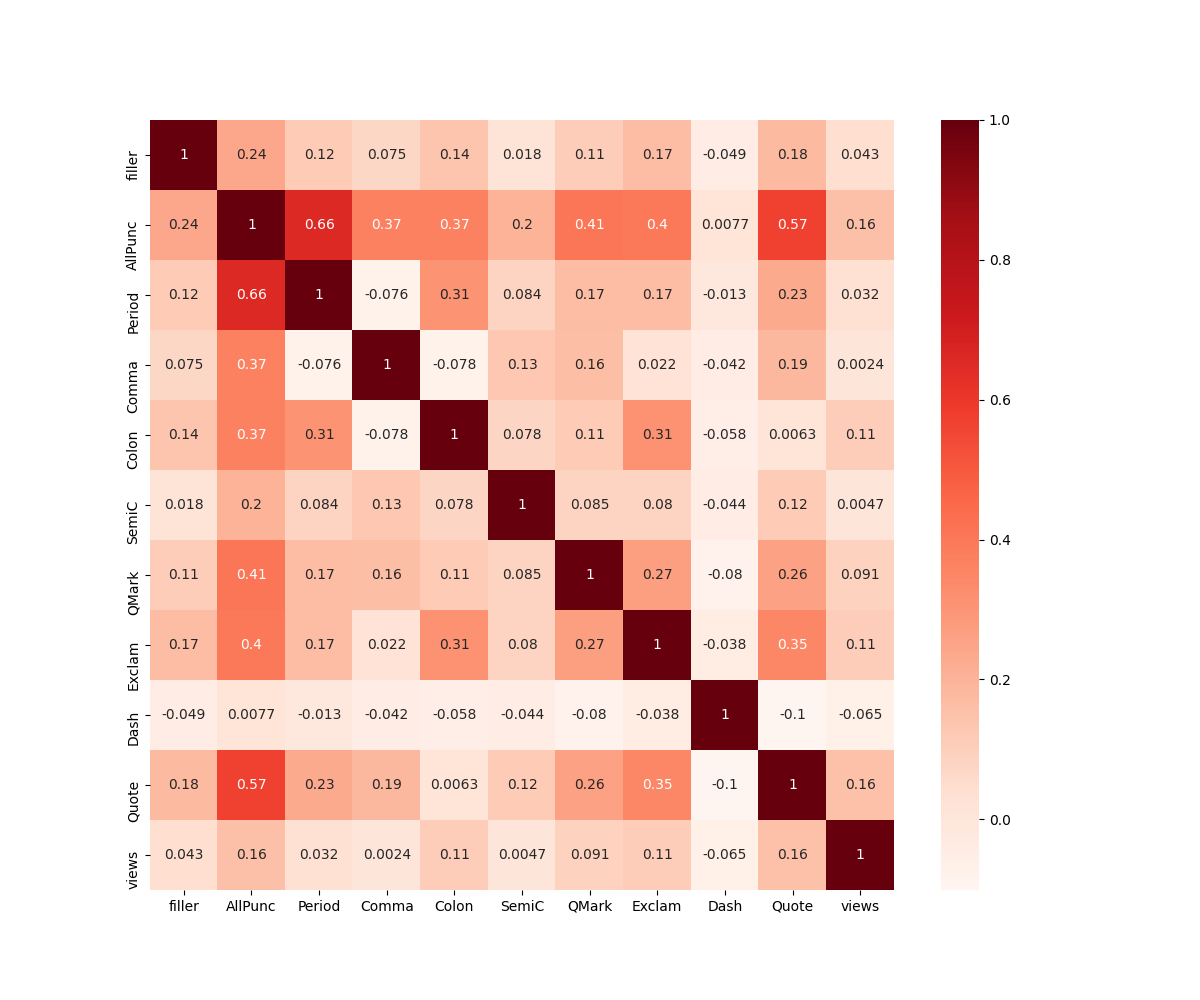 1.0
filler 1 0.24 0.12 0.075 0.14 0.018 0.11 0.17 -0.049 0.18 0.043
AllPunc 0.24 1 0.66 0.37 0.37 0.2 0.41 0.4 0.0077 0.57 0.16
0.8
Period 0.12 0.66 1 -0.076 0.31 0.084 0.17 0.17 -0.013 0.23 0.032
Comma 0.075 0.37 -0.076 1 -0.078 0.13 0.16 0.022 -0.042 0.19 0.0024
0.6
Colon 0.14 0.37 0.31 -0.078 1 0.078 0.11 0.31 -0.058 0.0063 0.11
SemiC 0.018 0.2 0.084 0.13 0.078 1 0.085 0.08 -0.044 0.12 0.0047
0.4
QMark 0.11 0.41 0.17 0.16 0.11 0.085 1 0.27 -0.08 0.26 0.091
Exclam 0.17 0.4 0.17 0.022 0.31 0.08 0.27 1 -0.038 0.35 0.11
0.2
Dash -0.049 0.0077 -0.013 -0.042 -0.058 -0.044 -0.08 -0.038 1 -0.1 -0.065
Quote 0.18 0.57 0.23 0.19 0.0063 0.12 0.26 0.35 -0.1 1 0.16
0.0
views 0.043 0.16 0.032 0.0024 0.11 0.0047 0.091 0.11 -0.065 0.16 1
filler AllPunc Period Comma Colon SemiC QMark Exclam Dash Quote views